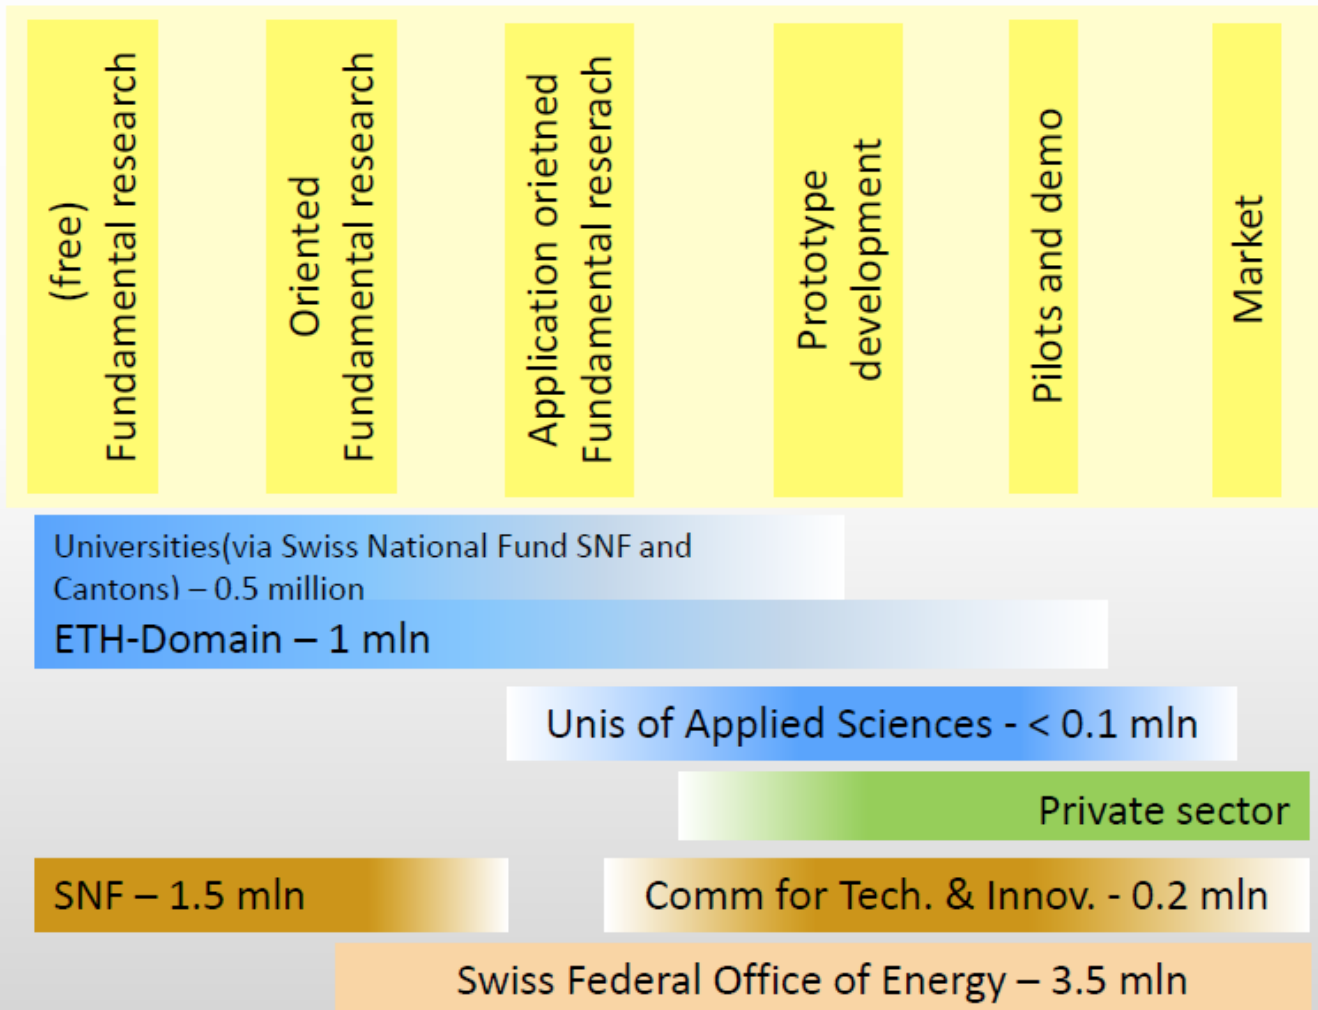 (free)
Fundamental research
Oriented
Fundamental research
Application orietned
Fundamental reserach
Prototype
development
Pilots and demo
Market
Universities(via Swiss National Fund SNF and
Cantons) – 0.5 million
ETH-Domain – 1 mln
Unis of Applied Sciences - < 0.1 mln
Private sector
SNF – 1.5 mln
Comm for Tech. & Innov. - 0.2 mln
Swiss Federal Office of Energy – 3.5 mln